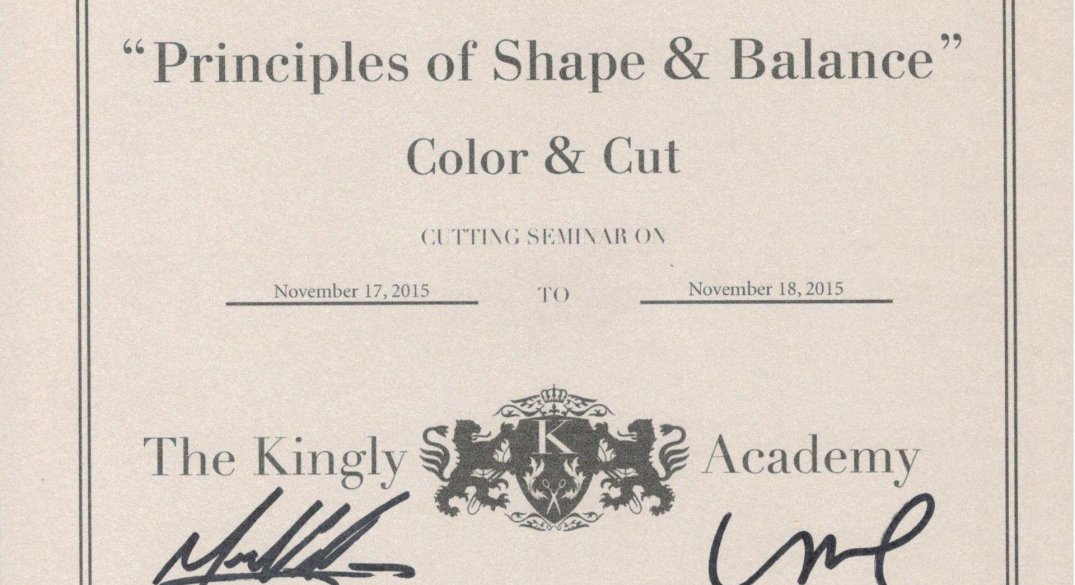 “Principles of Shape & Balance”
Color & Cut
CUTTING SEMINAR ON
November 17, 2015 TO November 18, 2015
The Kingly K Academy